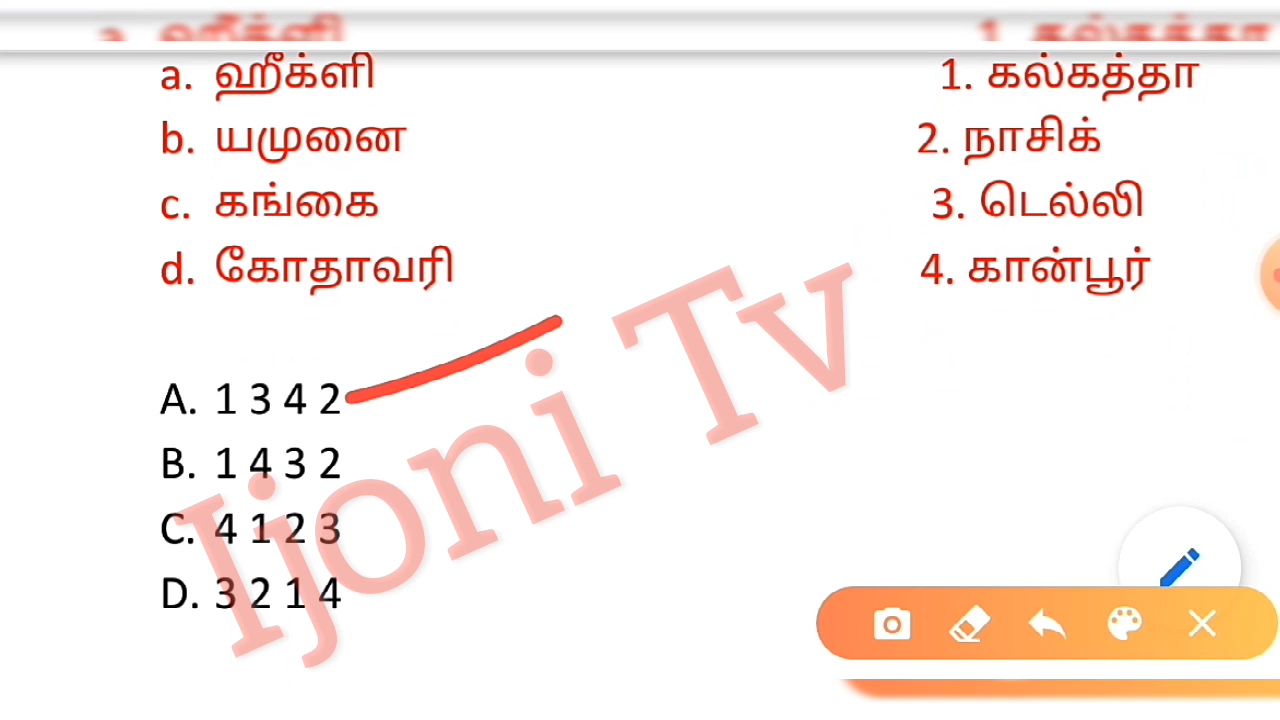 a. ஹீக்ளி 1. கல்கத்தா
b. யமுனை 2. நாசிக்
c. கங்கை 3. டெல்லி
d. கோதாவரி 4. கான்பூர்
A. 1 3 4 2
B. 1 4 3 2
C. 4 1 2 3
D. 3 2 1 4
Ijoni Tv